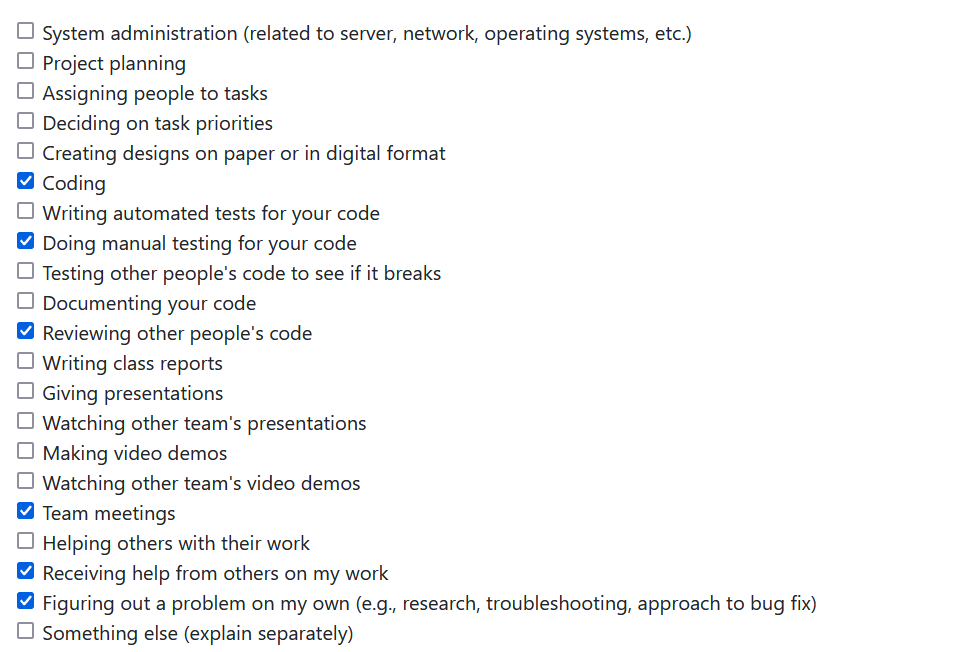 System administration (related to server, network, operating systems, etc.)
Project planning
Assigning people to tasks
Deciding on task priorities
Creating designs on paper or in digital format
Coding
Writing automated tests for your code
Doing manual testing for your code
Testing other people's code to see if it breaks
Documenting your code
Reviewing other people's code
Writing class reports
Giving presentations
Watching other team's presentations
Making video demos
Watching other team's video demos
Team meetings
Helping others with their work
Receiving help from others on my work
Figuring out a problem on my own (e.g., research, troubleshooting, approach to bug fix)
Something else (explain separately)